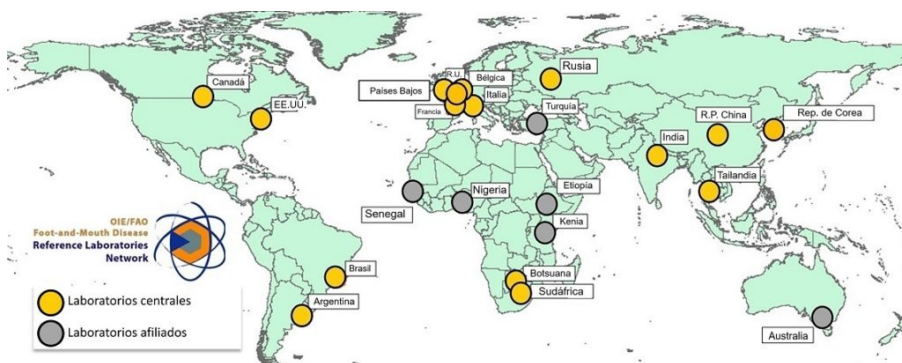 Canadá
EE.UU.
R.U.
Bélgica
Países Bajos
Italia
Francia
Rusia
Turquía
R.P. China
Rep. de Corea
India
Tailandia
Senegal
Nigeria
Etiopia
Kenia
Brasil
Argentina
Botsuana
Sudáfrica
Australia
OIE/FAO
Foot-and-Mouth Disease
Reference Laboratories
Network
Laboratorios centrales
Laboratorios afiliados